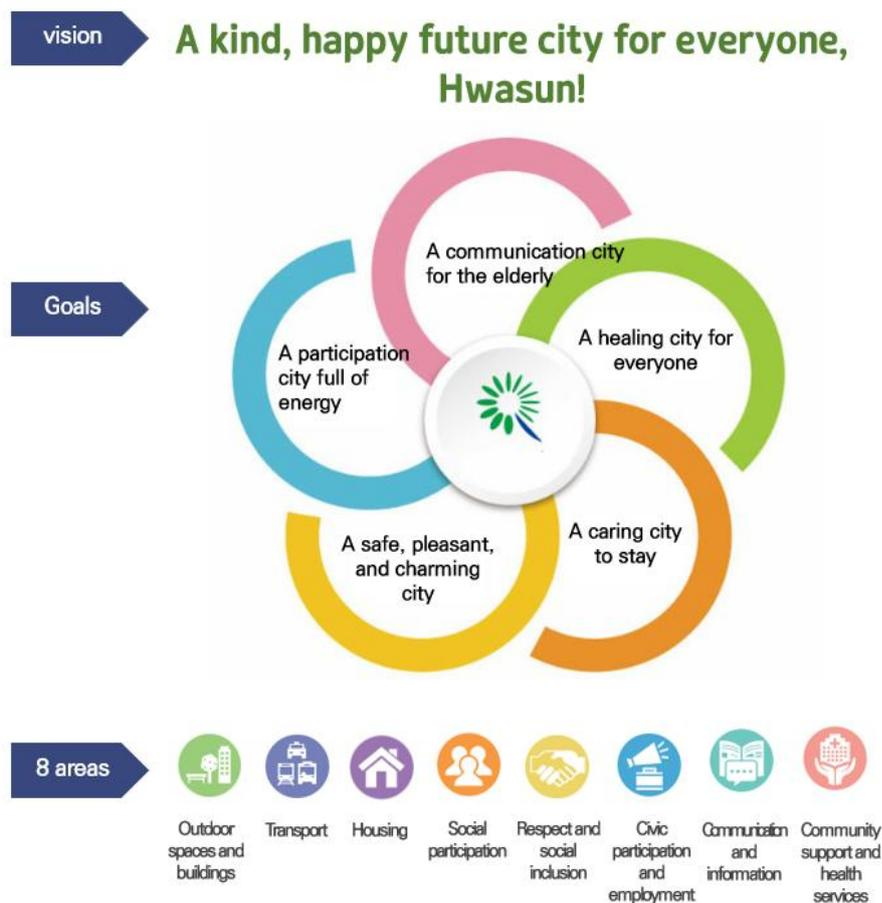 vision
A kind, happy future city for everyone,
Hwasun!
Goals
A communication city
for the elderly
A healing city for
everyone
A participation
city full of
energy
A caring city
to stay
A safe, pleasant,
and charming
city
8 areas
Outdoor
spaces and
buildings
Transport
Housing
Social
participation
Respect and
social
inclusion
Civic
participation
and
employment
Communication
and
information
Community
support and
health
services